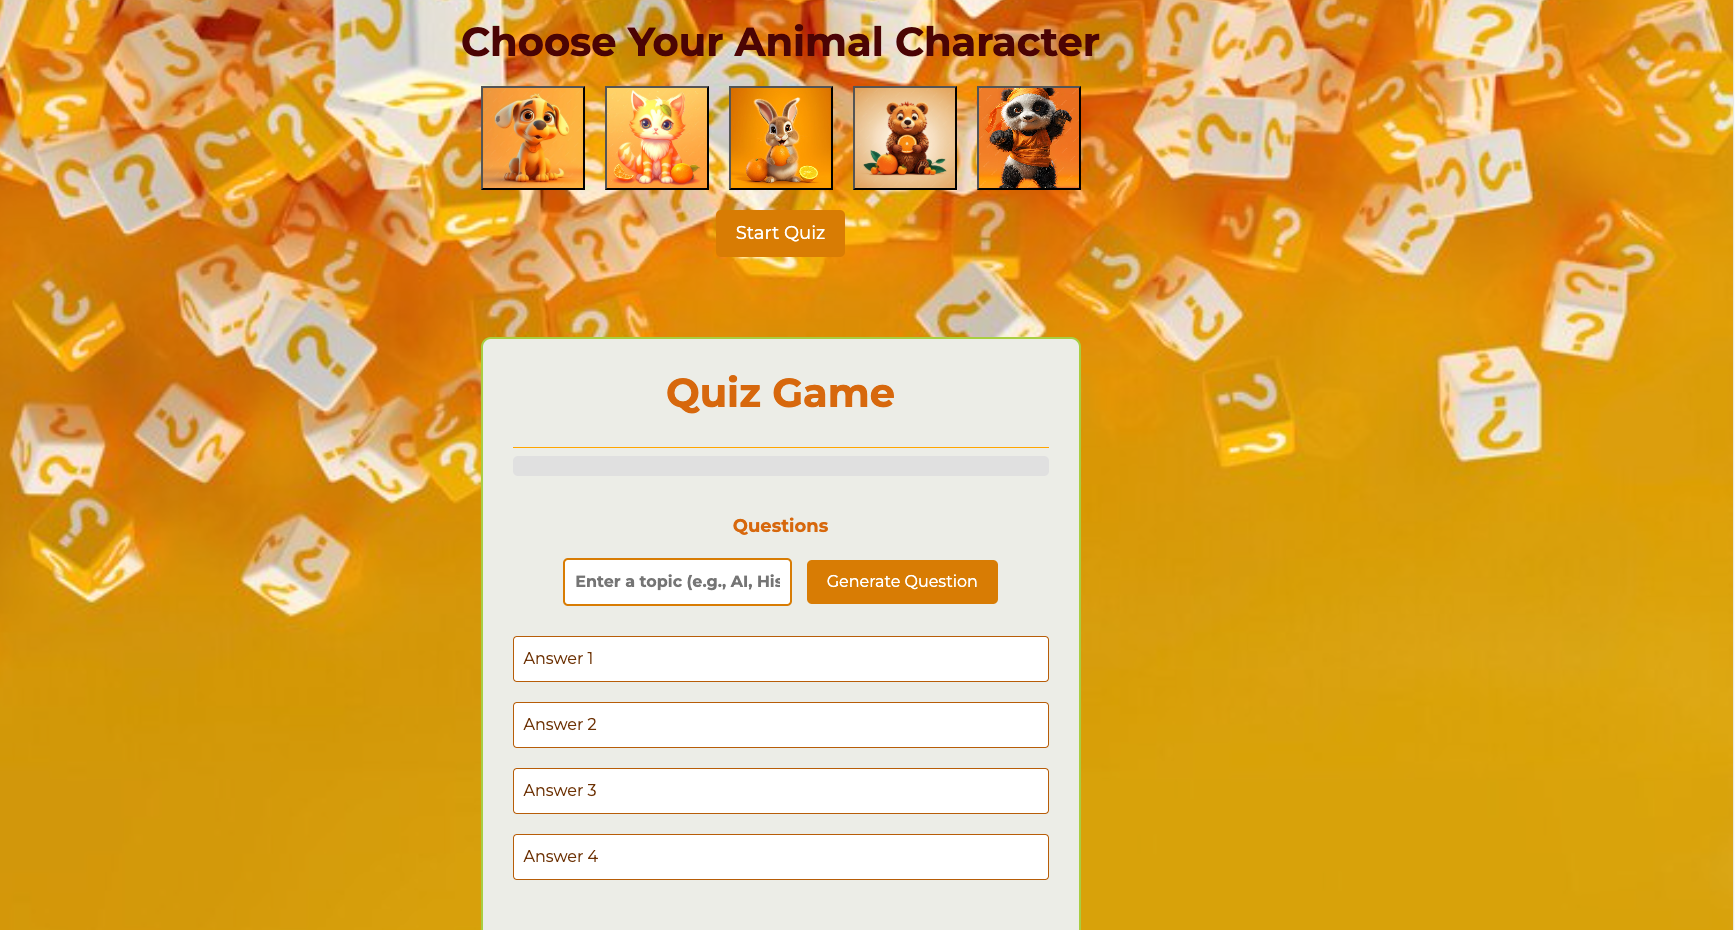 Choose Your Animal Character
Start Quiz
Quiz Game
Questions
Enter a topic (e.g., AI, His
Generate Question
Answer 1
Answer 2
Answer 3
Answer 4